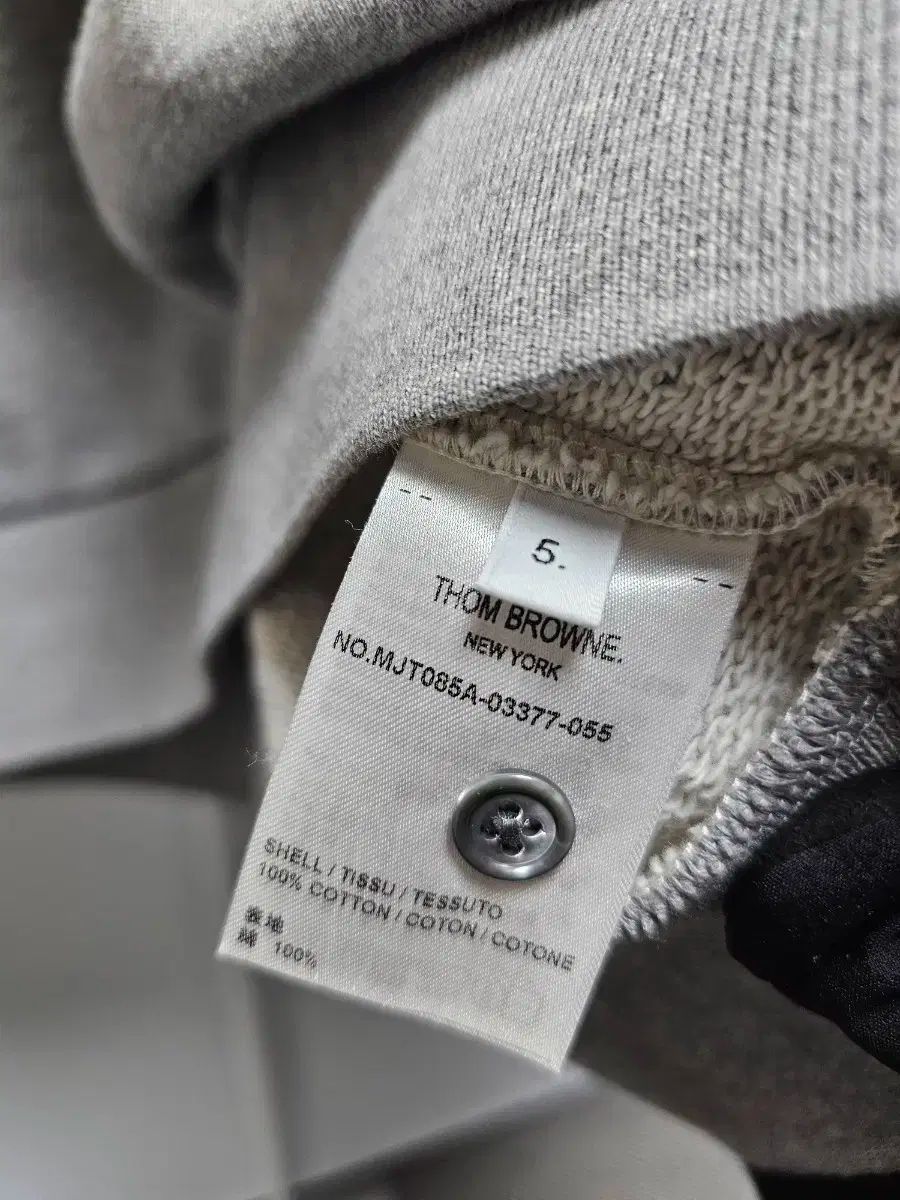 5.
THOM BROWNE.
NEW YORK
NO.MJT085A-03377-055
SHELL / TISSU / TESSUTO
100% COTTON / COTON / COTONE
表地
綿 100%